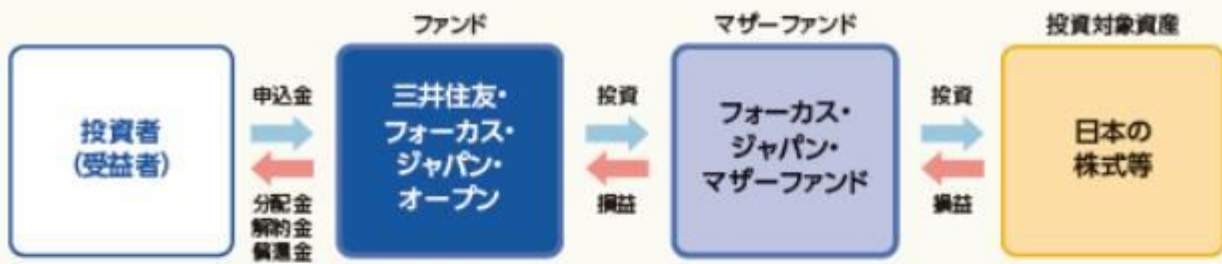 ファンド
マザーファンド
投資対象資産
投資者
(受益者)
申込金
分配金
解約金
償還金
三井住友・
フォーカス・
ジャパン・
オープン
投資
損益
フォーカス・
ジャパン・
マザーファンド
投資
損益
日本の
株式等